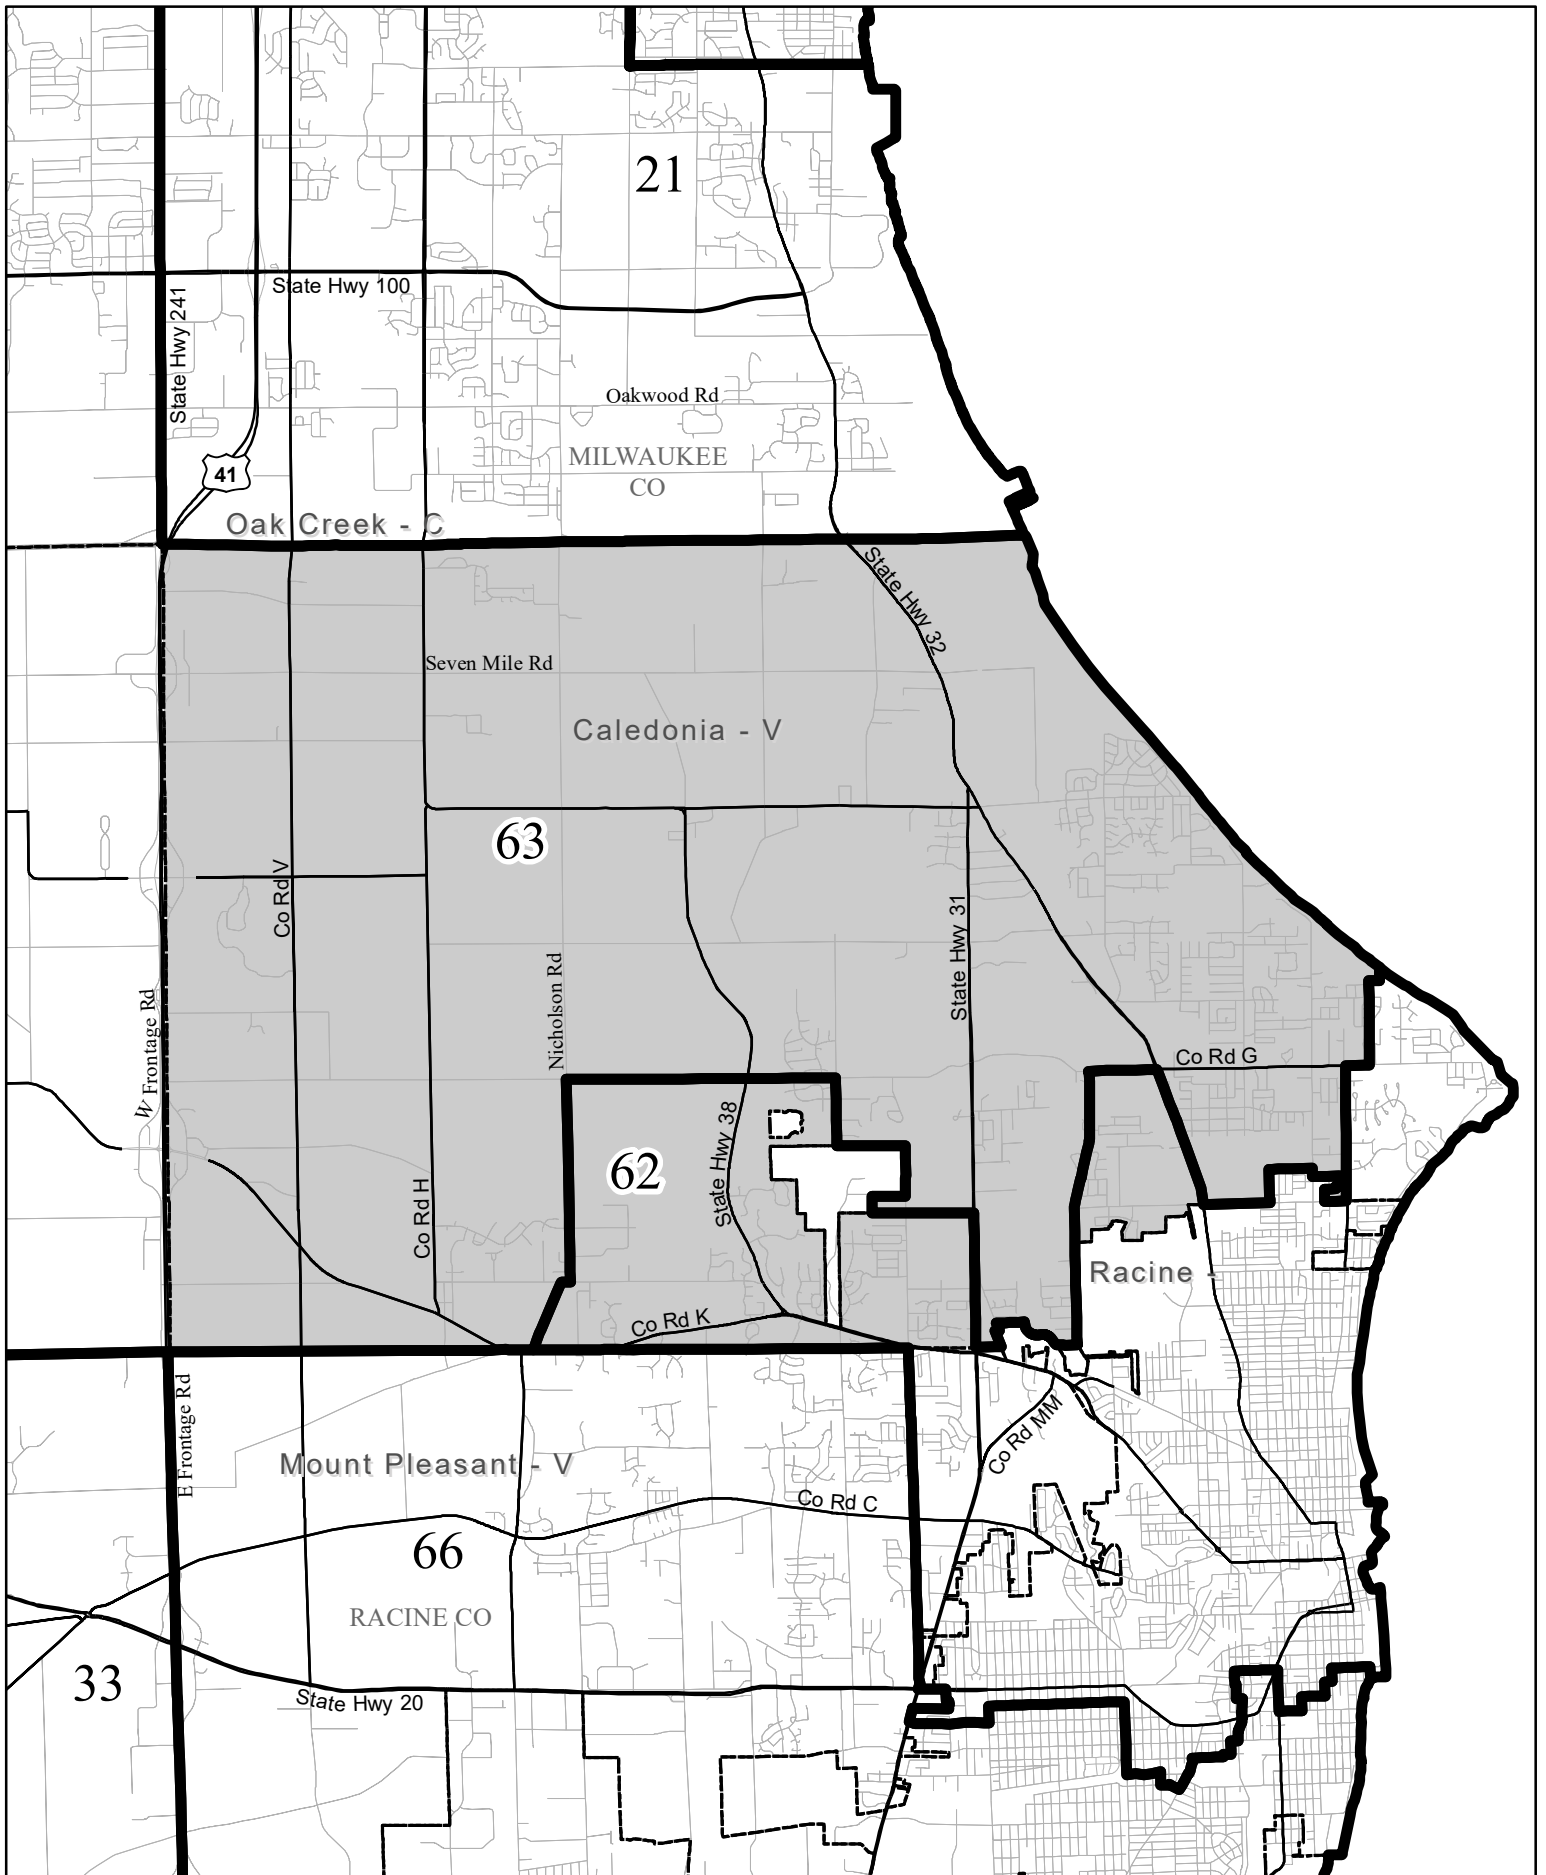 21
State Hwy 100
State Hwy 241
Oakwood Rd
MILWAUKEE
CO
41
Oak Creek - C
State Hwy 32
Seven Mile Rd
Caledonia - V
63
Co Rd V
State Hwy 31
Nicholson Rd
W Frontage Rd
Co Rd G
State Hwy 38
62
Co Rd H
Racine -
Co Rd K
E Frontage Rd
Co Rd MM
Mount Pleasant - V
Co Rd C
66
RACINE CO
33
State Hwy 20